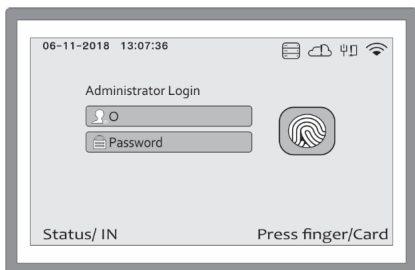 06-11-2018 13:07:36
Administrator Login
O
Password
Status/ IN
Press finger/Card